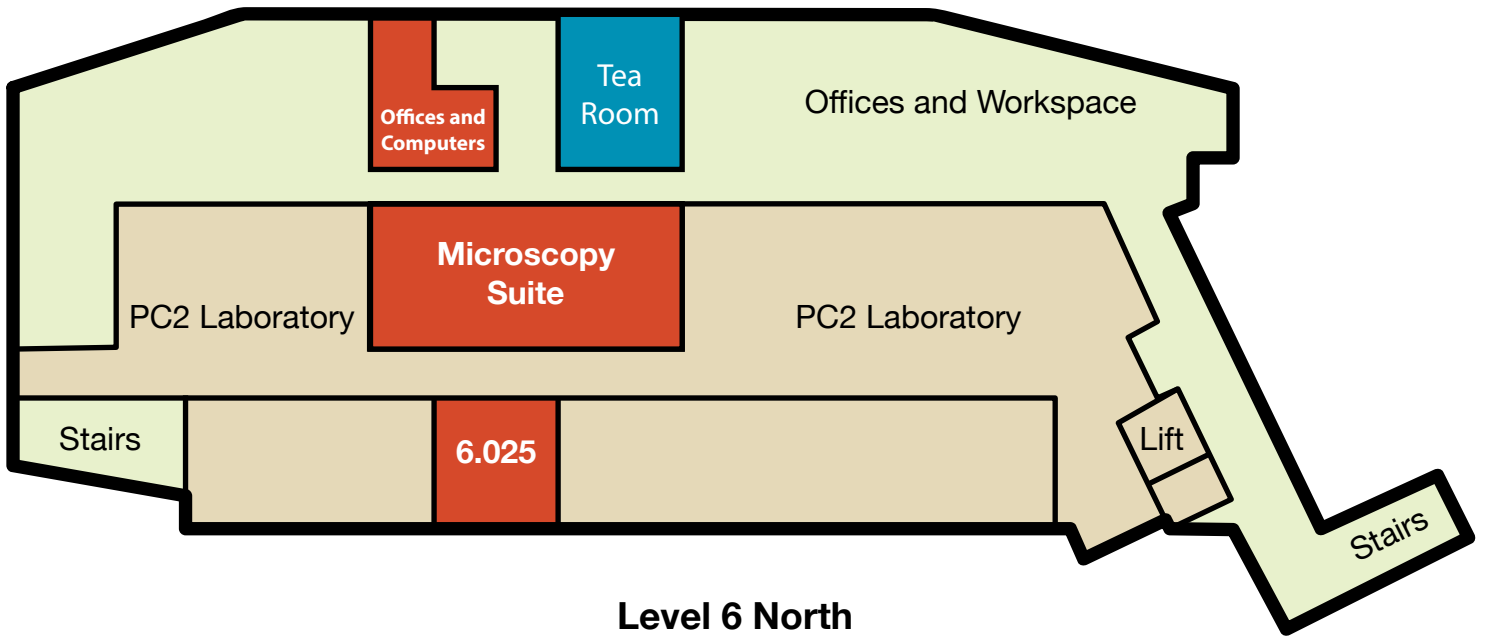 Offices and
Computers
Tea
Room
Offices and Workspace
Microscopy
Suite
PC2 Laboratory
PC2 Laboratory
Stairs
6.025
Lift
Stairs
Level 6 North